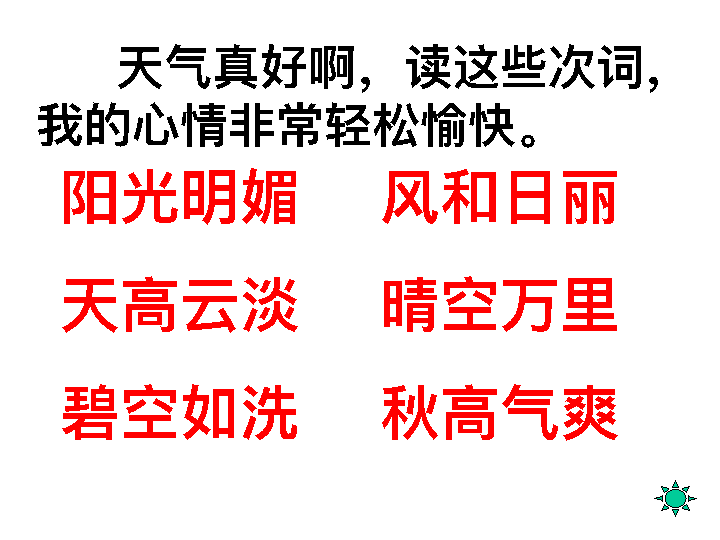 天气真好啊，读这些次词，
我的心情非常轻松愉快。
阳光明媚 风和日丽
天高云淡 晴空万里
碧空如洗 秋高气爽